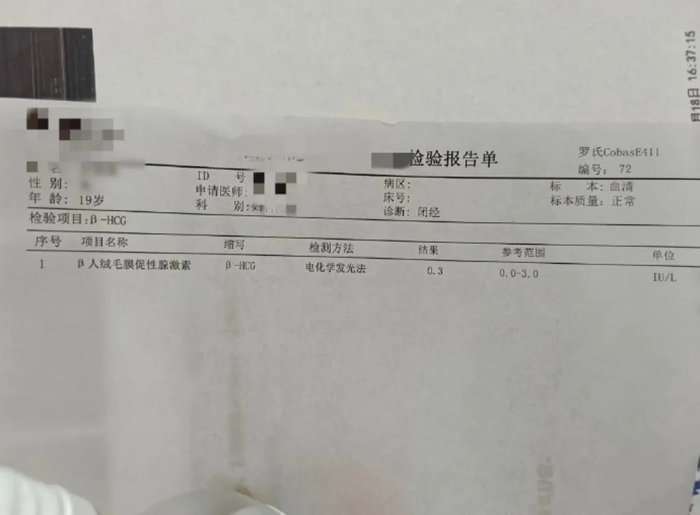 月18日 16:37:15
检验报告单
罗氏CobasE411
编号: 72
ID 号
性 别:
申请医师:
病区:
标 本: 血清
年 龄: 19岁
科 别:
床号:
标本质量: 正常
诊断: 闭经
检验项目: β-HCG
序号 项目名称 缩写 检测方法 结果 参考范围 单位
1 β人绒毛膜促性腺激素 β-HCG 电化学发光法 0.3 0.0-3.0 IU/L